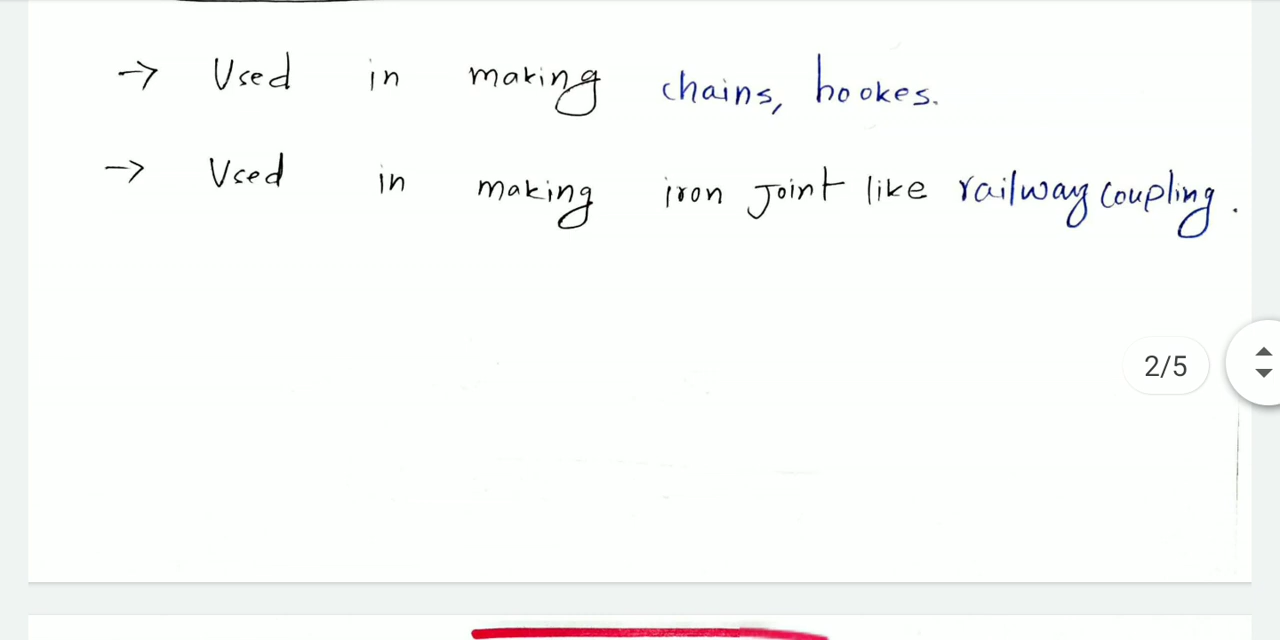 → Used in making chains, hookes.
→ Used in making iron Joint like railway coupling.
2/5